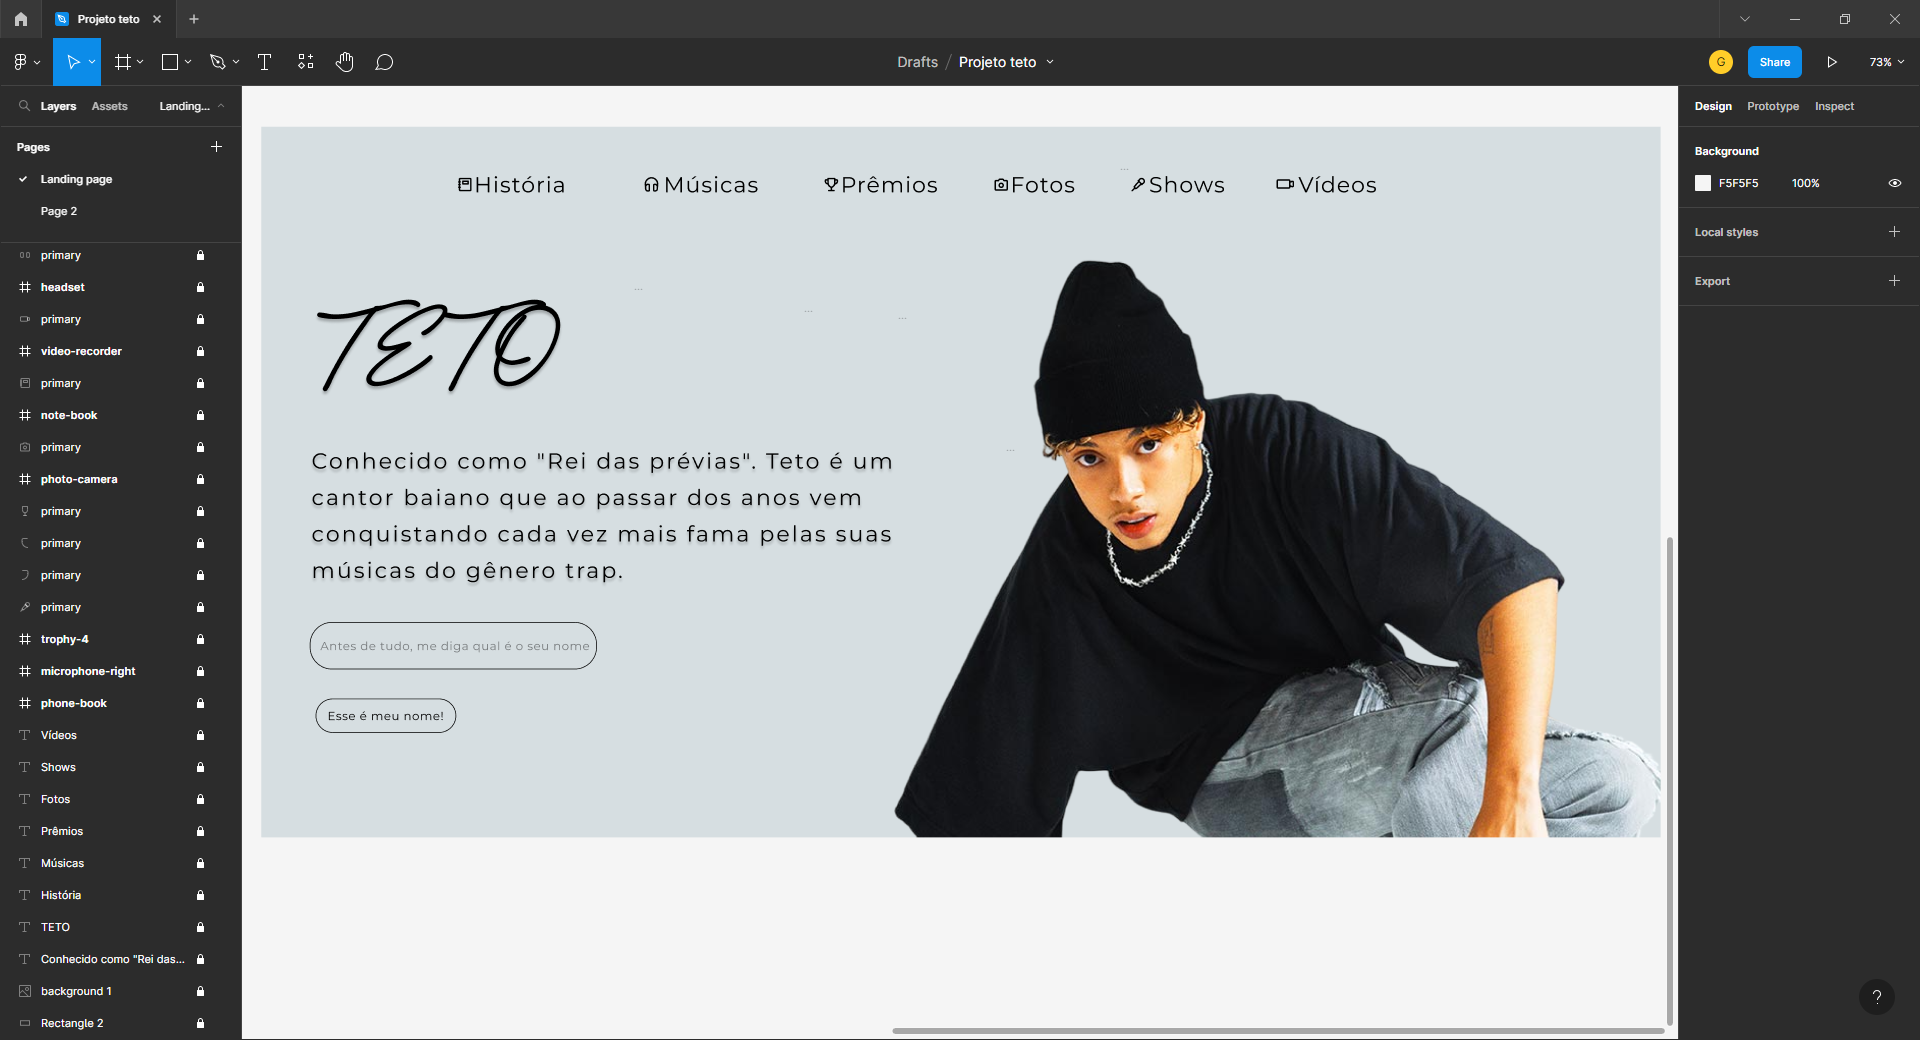 Projeto teto
Drafts / Projeto teto
G
Share
73%
Layers
Assets
Landing...
Pages
Landing page
Page 2
primary
headset
primary
video-recorder
primary
note-book
primary
photo-camera
primary
primary
primary
primary
trophy-4
microphone-right
phone-book
Vídeos
Shows
Fotos
Prêmios
Músicas
História
TETO
Conhecido como "Rei das...
background 1
Rectangle 2
História
Músicas
Prêmios
Fotos
Shows
Vídeos
TETO
Conhecido como "Rei das prévias". Teto é um
cantor baiano que ao passar dos anos vem
conquistando cada vez mais fama pelas suas
músicas do gênero trap.
Antes de tudo, me diga qual é o seu nome
Esse é meu nome!
Design
Prototype
Inspect
Background
F5F5F5
100%
Local styles
Export
?